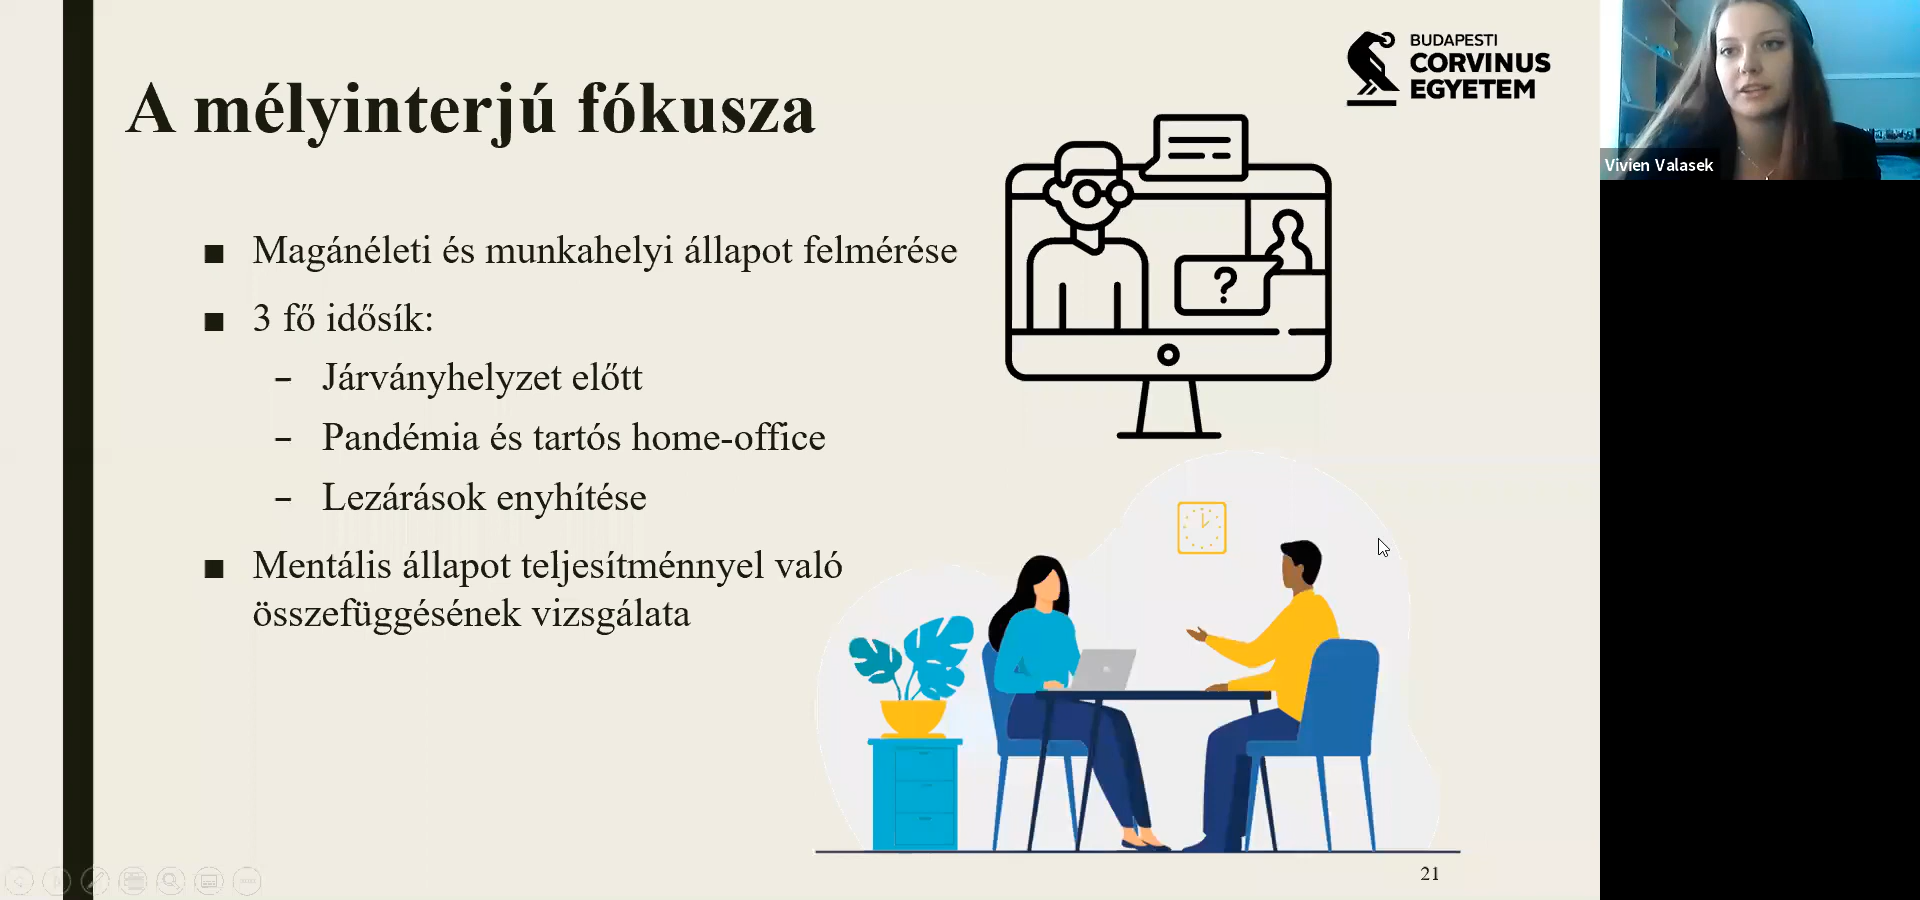 BUDAPESTI
CORVINUS
EGYETEM
A mélyinterjú fókusza
Vivien Valasek
■ Magánéleti és munkahelyi állapot felmérése
■ 3 fő idősík:
– Járványhelyzet előtt
– Pandémia és tartós home-office
– Lezárások enyhítése
■ Mentális állapot teljesítménnyel való
összefüggésének vizsgálata
?
21